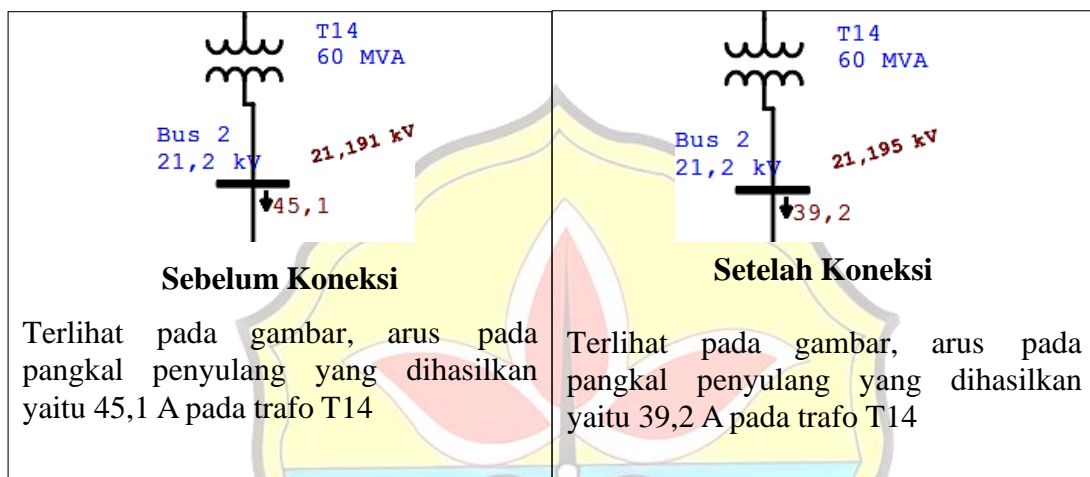 T14
60 MVA
Bus 2
21,2 kV
21,191 kV
45,1
Sebelum Koneksi
Terlihat pada gambar, arus pada
pangkal penyulang yang dihasilkan
yaitu 45,1 A pada trafo T14
T14
60 MVA
Bus 2
21,2 kV
21,195 kV
39,2
Setelah Koneksi
Terlihat pada gambar, arus pada
pangkal penyulang yang dihasilkan
yaitu 39,2 A pada trafo T14